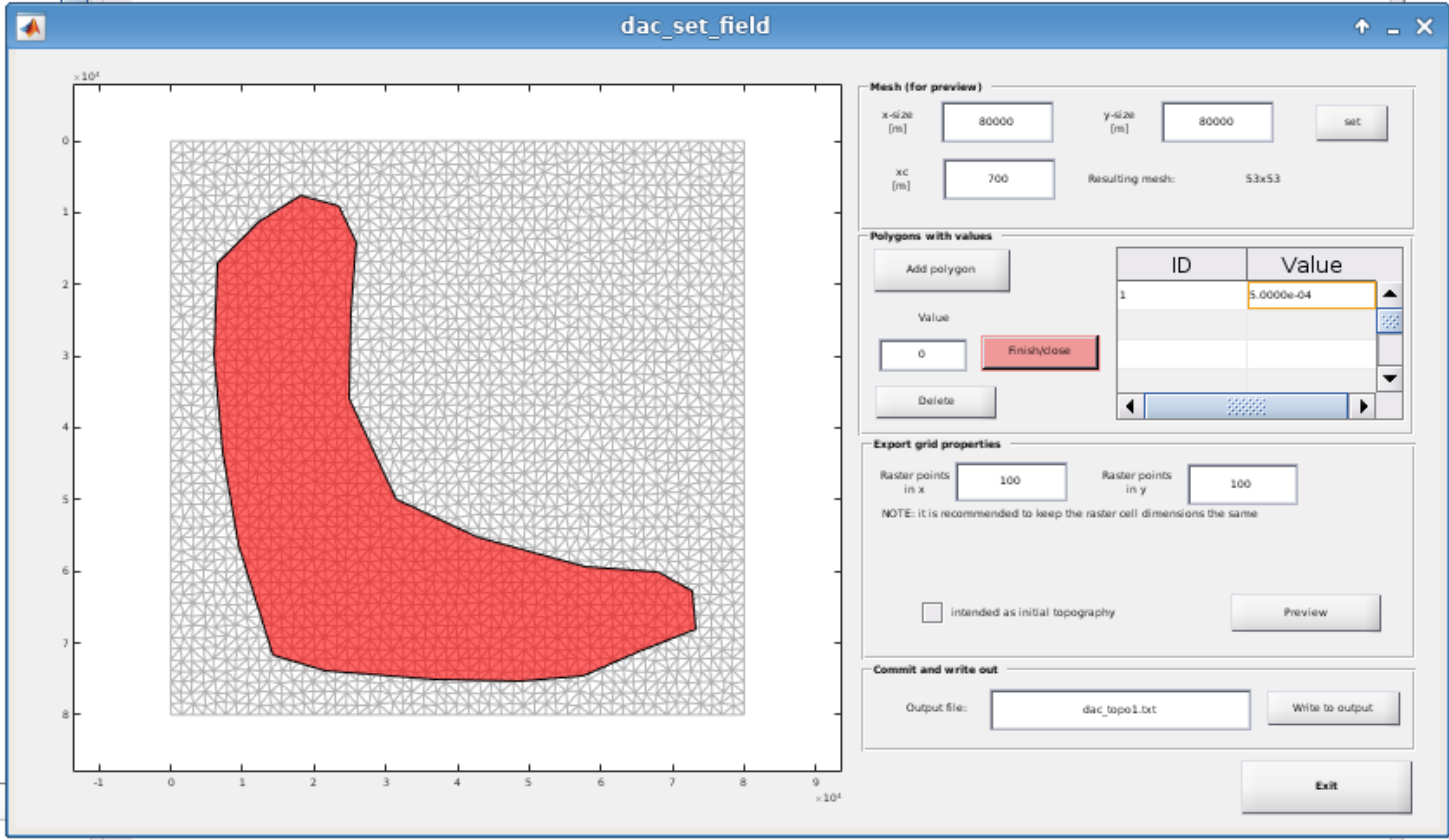 dac_set_field
×10⁴
0
1
2
3
4
5
6
7
8
-1
0
1
2
3
4
5
6
7
8
9
×10⁴
Mesh (for preview)
x-size
[m]
80000
y-size
[m]
80000
set
xc
[m]
700
Resulting mesh:
53x53
Polygons with values
Add polygon
Value
0
Finish/close
Delete
ID
Value
1
5.0000e-04
Export grid properties
Raster points
in x
100
Raster points
in y
100
NOTE: it is recommended to keep the raster cell dimensions the same
intended as initial topography
Preview
Commit and write out
Output file:
dac_topo1.txt
Write to output
Exit